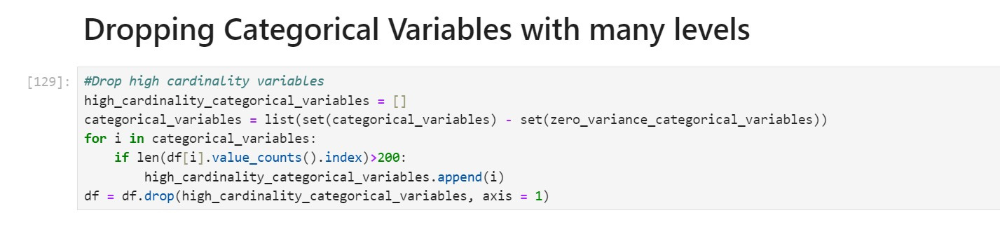 Dropping Categorical Variables with many levels
[129]: #Drop high cardinality variables
high_cardinality_categorical_variables = []
categorical_variables = list(set(categorical_variables) - set(zero_variance_categorical_variables))
for i in categorical_variables:
    if len(df[i].value_counts().index)>200:
        high_cardinality_categorical_variables.append(i)
df = df.drop(high_cardinality_categorical_variables, axis = 1)